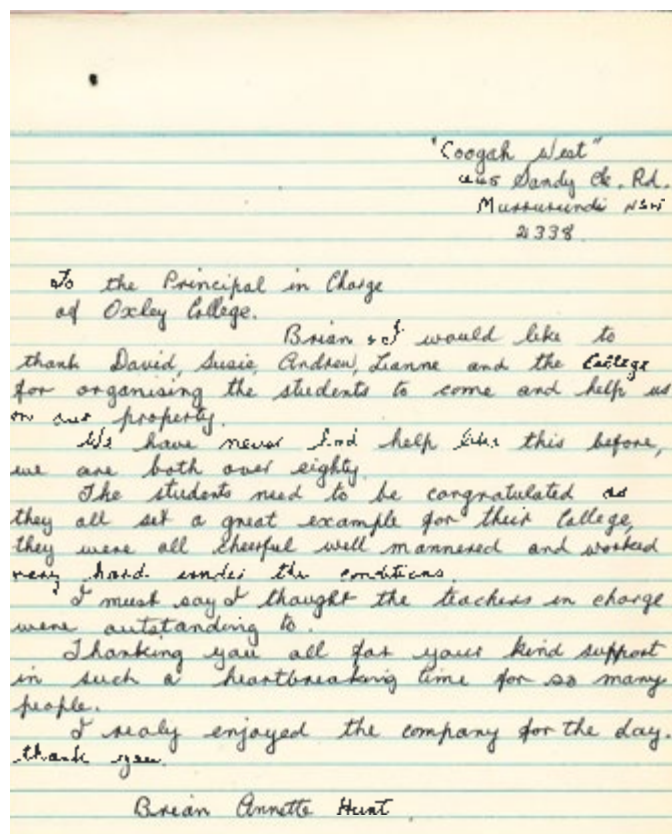 "Coogah West"
Sandy Ck. Rd.
Murrurundi NSW
2338
To the Principal in Charge
of Oxley College.
Brian & I would like to
thank David, Susie, Andrew, Lianne and the College
for organising the students to come and help us
on our property.
We have never had help like this before,
we are both over eighty.
The students need to be congratulated as
they all set a great example for their College,
they were all cheerful well mannered and worked
very hard under the conditions.
I must say I thought the teachers in charge
were outstanding to.
Thanking you all for your kind support
in such a heartbreaking time for so many
people.
I realy enjoyed the company for the day.
thank you
Brian Annette Hunt